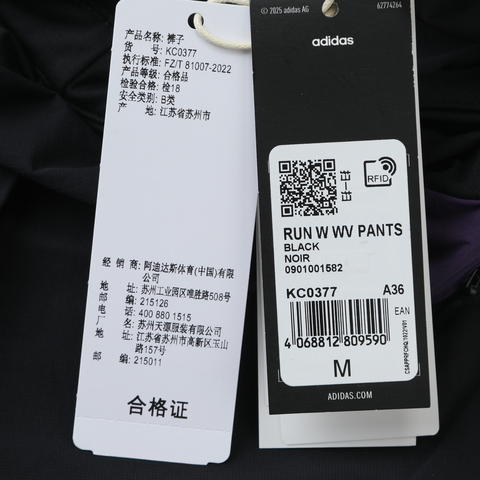 产品名称: 裤子
货 号: KC0377
执行标准: FZ/T 81007-2022
产品等级: 合格品
检验合格: 检18
安全类别: B类
产 地: 江苏省苏州市
经 销 商: 阿迪达斯体育(中国)有限
公司
地 址: 苏州工业园区唯胜路508号
邮 编: 215126
电 话: 400 880 1515
厂 名: 苏州天源服装有限公司
地 址: 江苏省苏州市高新区玉山
路157号
邮 编: 215011
合格证
© 2025 adidas AG
62774264
adidas
RFID
RUN W WV PANTS
BLACK
NOIR
0901001582
KC0377 A36
EAN
4 068812 809590
M
ADIDAS.COM